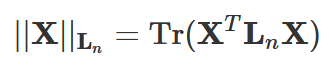 ||𝐗||_{𝐋_n} = Tr(𝐗^T 𝐋_n 𝐗)